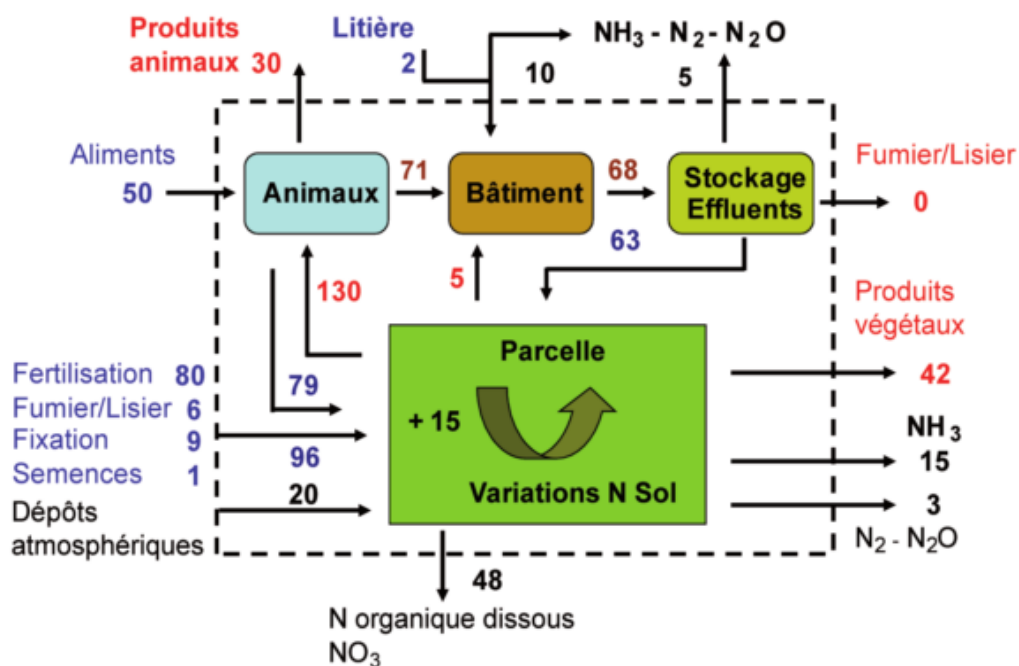 Produits
animaux 30
Litière
2
NH₃ - N₂ - N₂O
10
5
Aliments
50
Animaux
71
Bâtiment
68
Stockage
Effluents
Fumier/Lisier
0
63
130
5
Produits
végétaux
42
Parcelle
+ 15
Variations N Sol
Fertilisation 80
Fumier/Lisier 6
Fixation 9
Semences 1
79
96
Dépôts
atmosphériques
20
NH₃
15
3
N₂ - N₂O
48
N organique dissous
NO₃